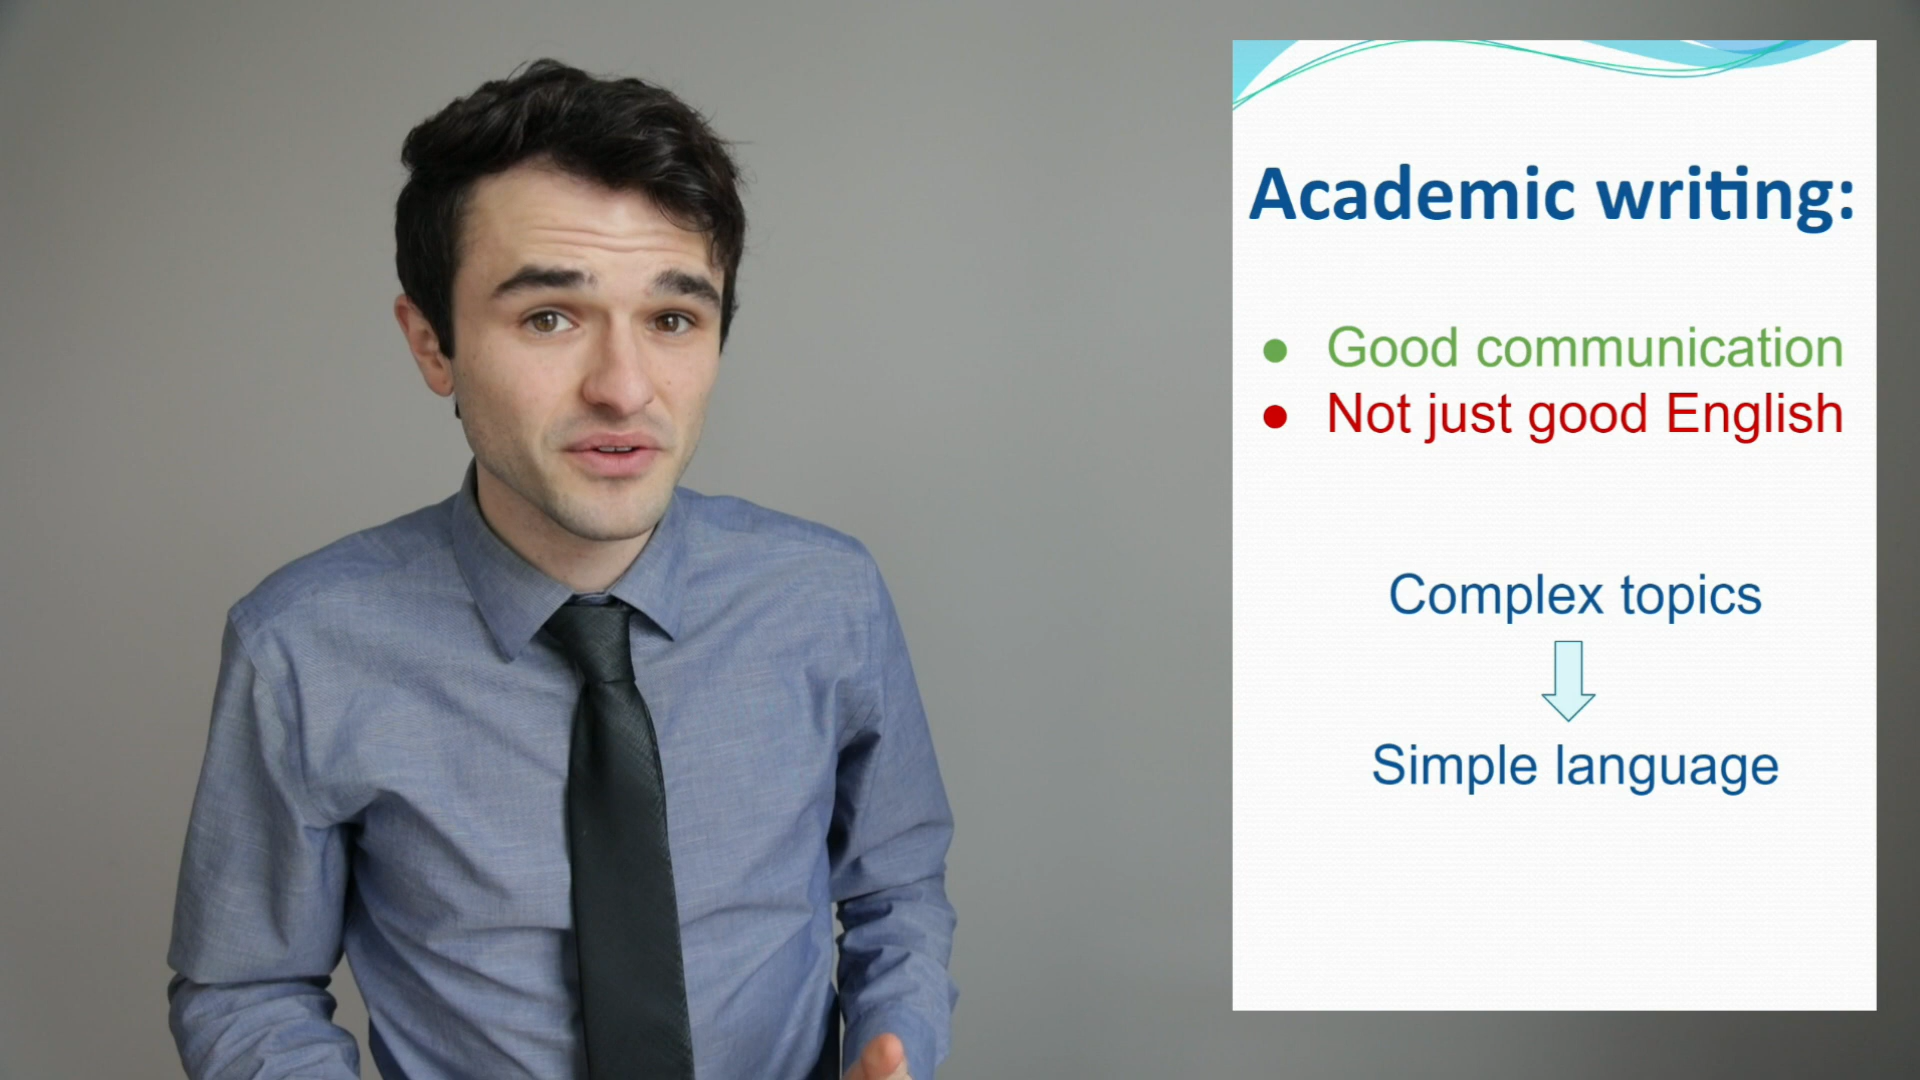 Academic writing:
● Good communication
● Not just good English
Complex topics
Simple language